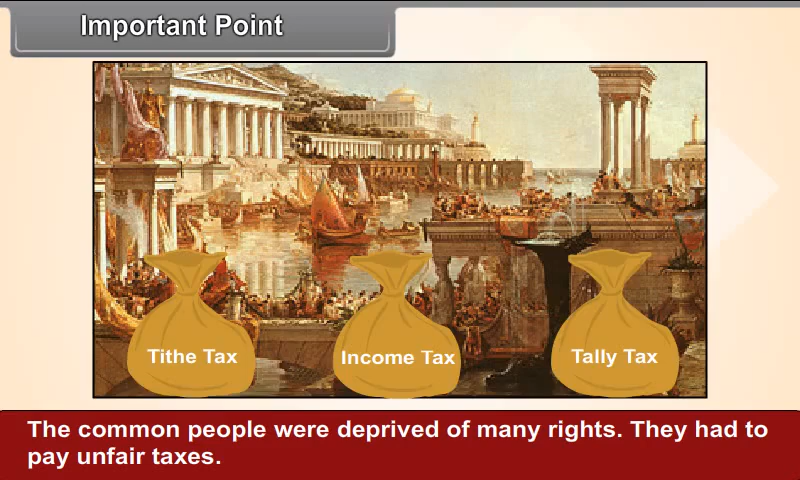 Important Point
Tithe Tax
Income Tax
Tally Tax
The common people were deprived of many rights. They had to
pay unfair taxes.